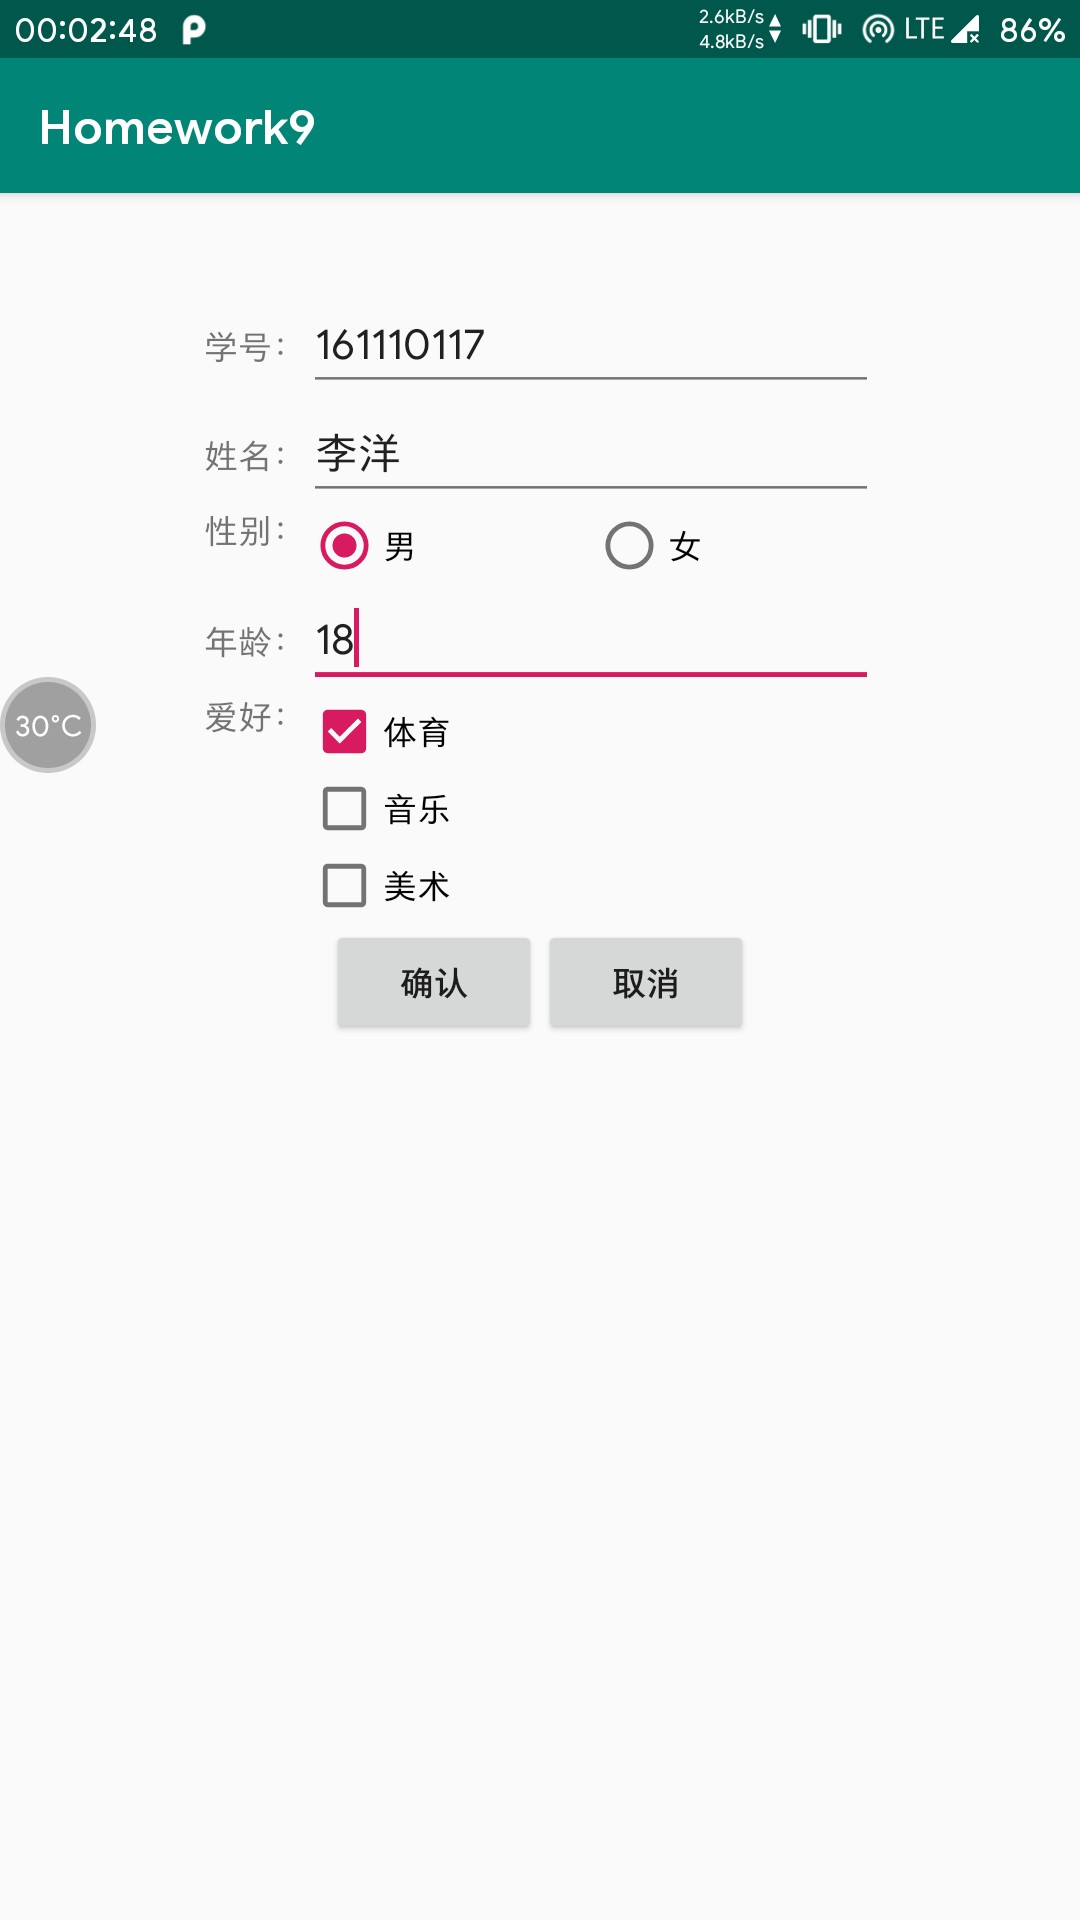 00:02:48 2.6kB/s LTE 86%
4.8kB/s
Homework9
学号: 161110117
姓名: 李洋
性别: 男 女
年龄: 18
30°C
爱好: 体育
音乐
美术
确认 取消